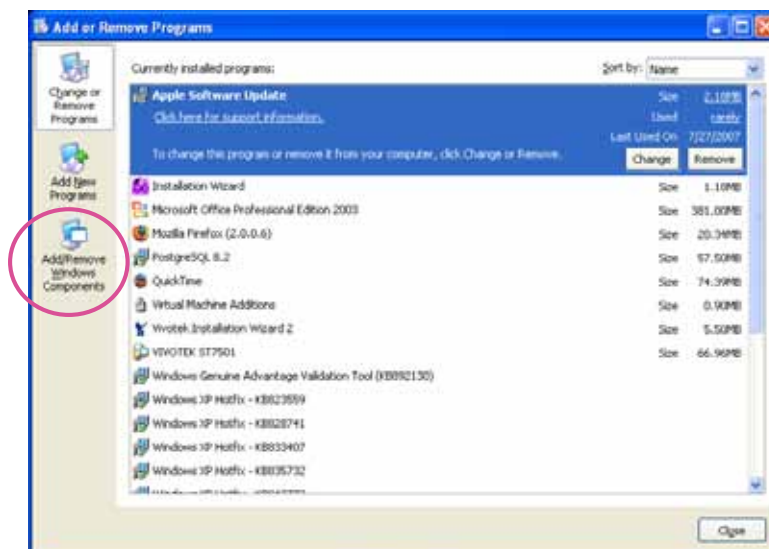 Add or Remove Programs
Change or
Remove
Programs
Add New
Programs
Add/Remove
Windows
Components
Currently installed programs:
Sort by: Name
Apple Software Update
Size 2.18MB
Click here for support information.
Used rarely
Last Used On 7/27/2007
To change this program or remove it from your computer, click Change or Remove.
Change Remove
Installation Wizard Size 1.10MB
Microsoft Office Professional Edition 2003 Size 381.00MB
Mozilla Firefox (2.0.0.6) Size 20.34MB
PostgreSQL 8.2 Size 57.50MB
QuickTime Size 74.39MB
Virtual Machine Additions Size 0.90MB
Vivotek Installation Wizard 2 Size 5.50MB
VIVOTEK ST7501 Size 66.96MB
Windows Genuine Advantage Validation Tool (KB892130)
Windows XP Hotfix - KB823559
Windows XP Hotfix - KB828741
Windows XP Hotfix - KB833407
Windows XP Hotfix - KB835732
Close